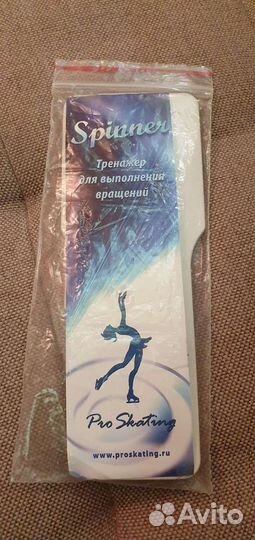 Spinner
Тренажер
для выполнения
вращений
Pro Skating
www.proskating.ru
Avito